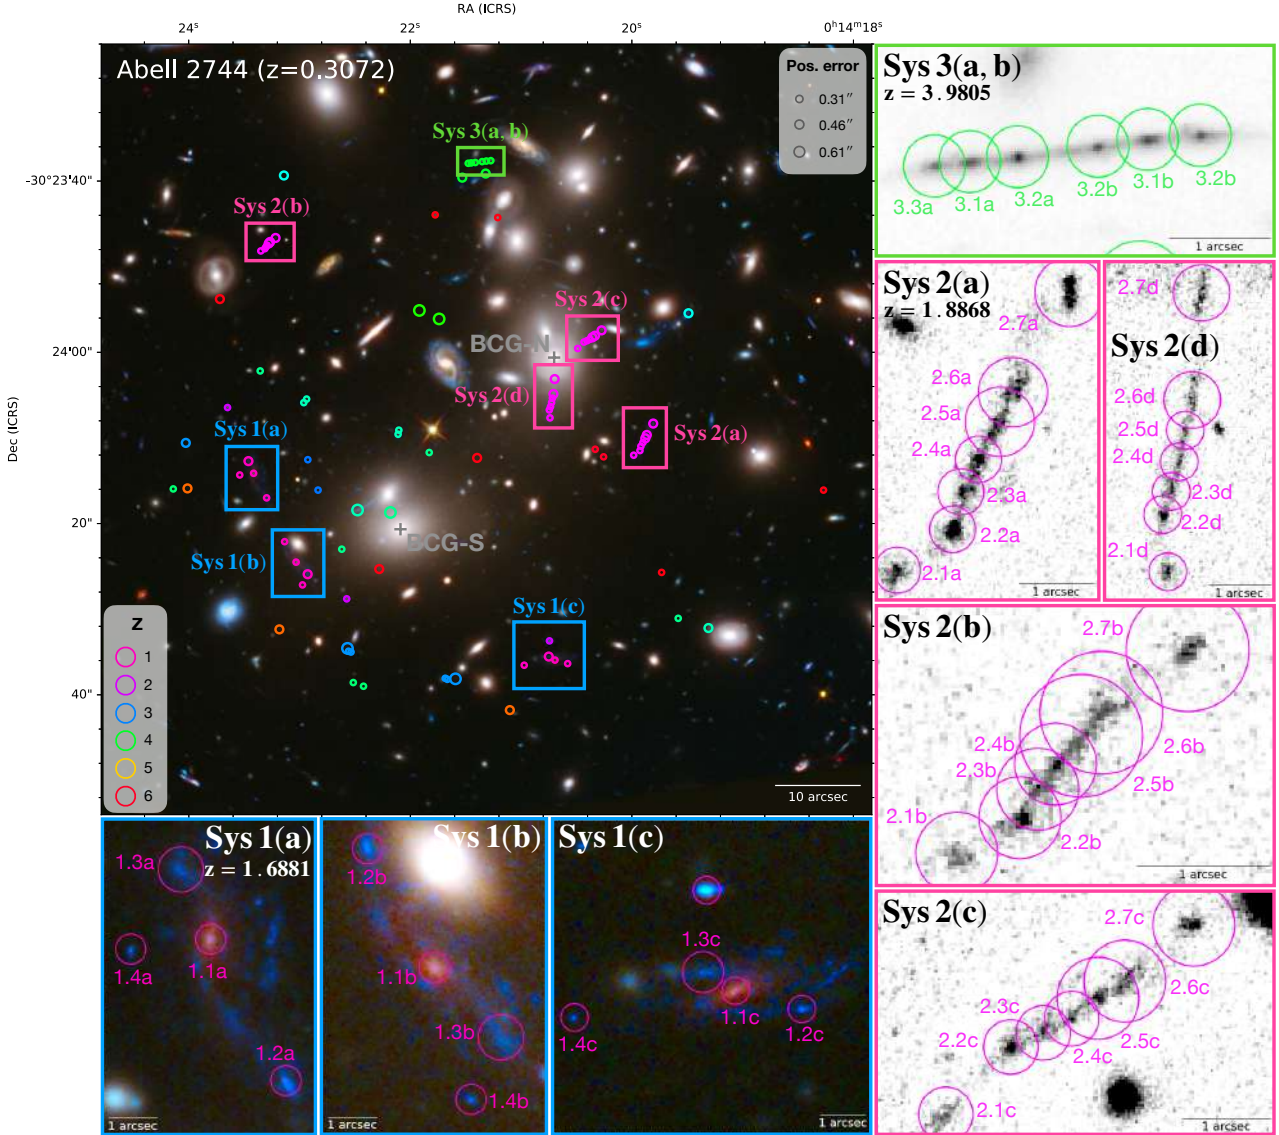 RA (ICRS)
24ˢ 22ˢ 20ˢ 0ʰ14ᵐ18ˢ
Abell 2744 (z=0.3072)
Pos. error
0.31″
0.46″
0.61″
Sys 3(a, b)
-30°23'40"
Sys 2(b)
Sys 2(c)
BCG-N
24'00"
Sys 2(d)
Sys 2(a)
Dec (ICRS)
Sys 1(a)
20"
BCG-S
Sys 1(b)
Sys 1(c)
z
1
2
3
4
5
6
40"
10 arcsec
Sys 3(a, b)
z = 3.9805
3.3a
3.1a
3.2a
3.2b
3.1b
3.2b
1 arcsec
Sys 2(a)
z = 1.8868
2.7a
2.6a
2.5a
2.4a
2.3a
2.2a
2.1a
1 arcsec
2.7d
Sys 2(d)
2.6d
2.5d
2.4d
2.3d
2.2d
2.1d
1 arcsec
Sys 2(b)
2.7b
2.6b
2.4b
2.3b
2.5b
2.1b
2.2b
1 arcsec
Sys 2(c)
2.7c
2.6c
2.3c
2.2c
2.5c
2.4c
2.1c
1 arcsec
Sys 1(a)
z = 1.6881
1.3a
1.4a
1.1a
1.2a
1 arcsec
Sys 1(b)
1.2b
1.1b
1.3b
1.4b
1 arcsec
Sys 1(c)
1.3c
1.1c
1.2c
1.4c
1 arcsec